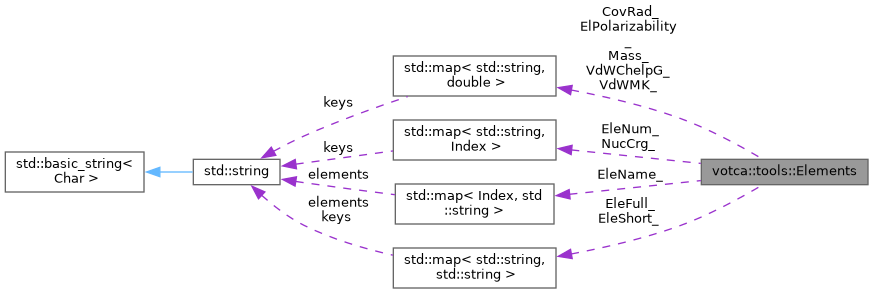 CovRad_
ElPolarizability
_
Mass_
VdWChelpG_
VdWMK_
std::map< std::string,
double >
keys
std::map< std::string,
Index >
keys
EleNum_
NucCrg_
std::basic_string<
Char >
std::string
elements
std::map< Index, std
::string >
EleName_
votca::tools::Elements
elements
keys
EleFull_
EleShort_
std::map< std::string,
std::string >